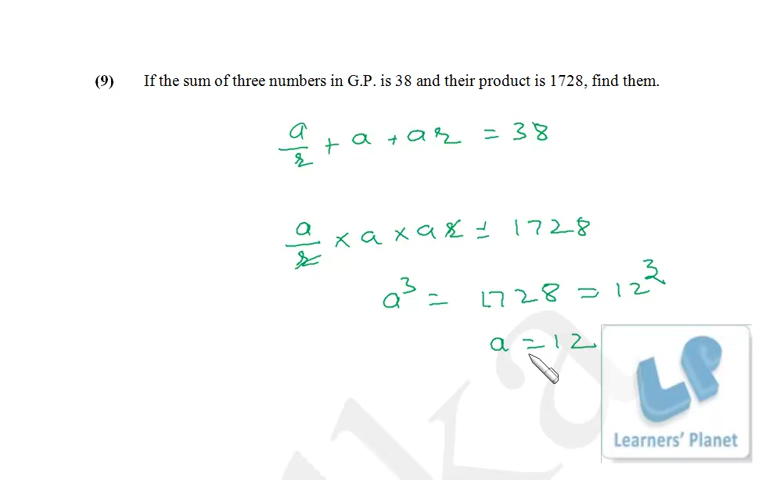 (9) If the sum of three numbers in G.P. is 38 and their product is 1728, find them.
a/r + a + ar = 38
a/r × a × ar = 1728
a³ = 1728 = 12³
a = 12
LP
Learners' Planet